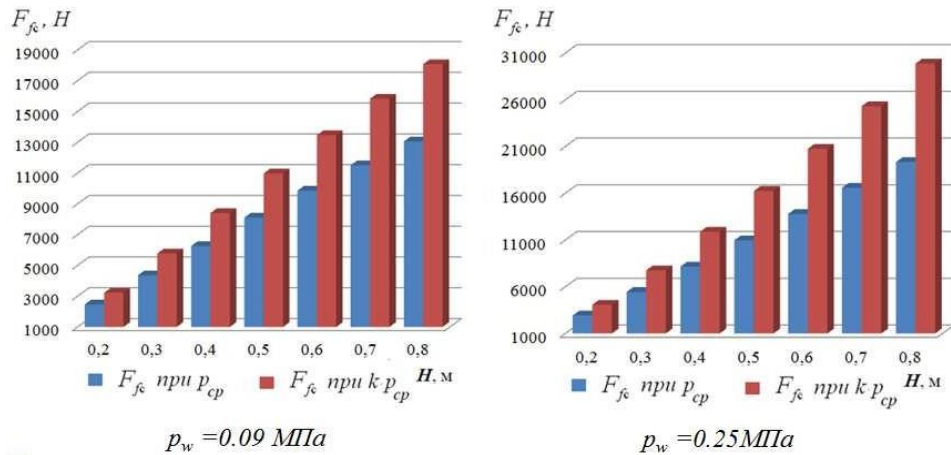 F_fc, H
19000
17000
15000
13000
11000
9000
7000
5000
3000
1000
0,2 0,3 0,4 0,5 0,6 0,7 0,8
F_fc при p_cp F_fc при k·p_cp H, м
p_w =0.09 МПа
F_fc, H
31000
26000
21000
16000
11000
6000
1000
0,2 0,3 0,4 0,5 0,6 0,7 0,8
F_fc при p_cp F_fc при k·p_cp H, м
p_w =0.25МПа